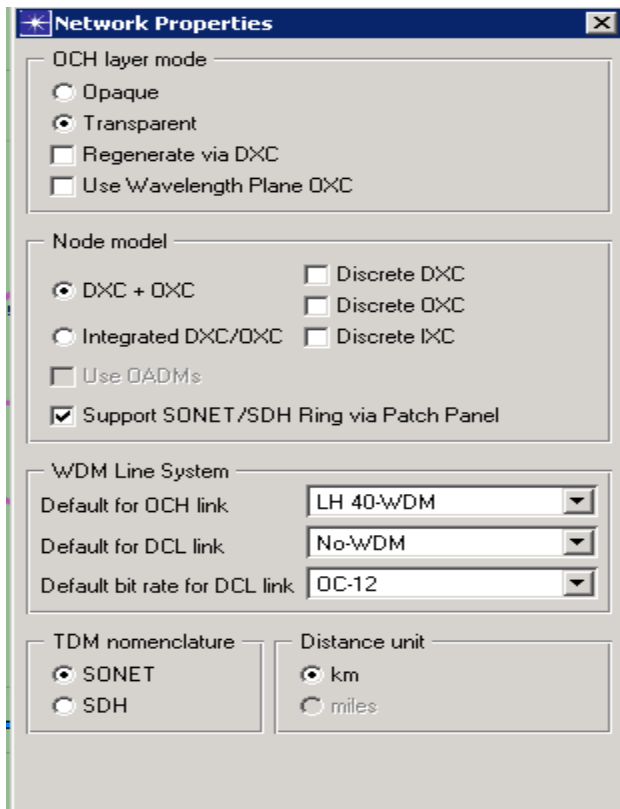 Network Properties
OCH layer mode
Opaque
Transparent
Regenerate via DXC
Use Wavelength Plane OXC
Node model
DXC + OXC
Integrated DXC/OXC
Discrete DXC
Discrete OXC
Discrete IXC
Use OADMs
Support SONET/SDH Ring via Patch Panel
WDM Line System
Default for OCH link LH 40-WDM
Default for DCL link No-WDM
Default bit rate for DCL link OC-12
TDM nomenclature
SONET
SDH
Distance unit
km
miles